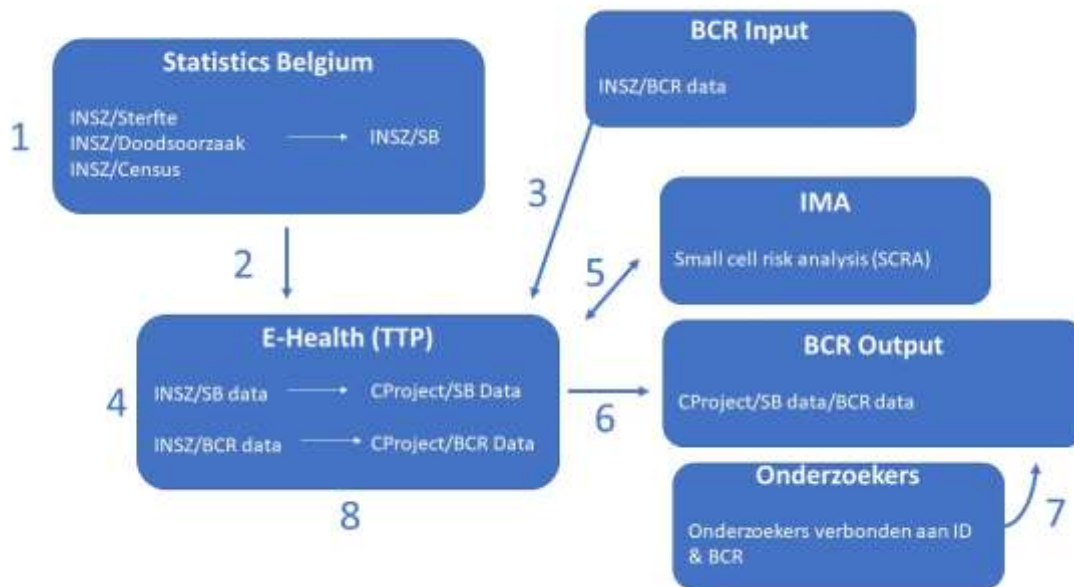 Statistics Belgium
1
INSZ/Sterfte
INSZ/Doodsoorzaak
INSZ/SB
INSZ/Census
BCR Input
INSZ/BCR data
2
3
IMA
Small cell risk analysis (SCRA)
5
E-Health (TTP)
4
INSZ/SB data
CProject/SB Data
INSZ/BCR data
CProject/BCR Data
8
6
BCR Output
CProject/SB data/BCR data
Onderzoekers
Onderzoekers verbonden aan ID
& BCR
7